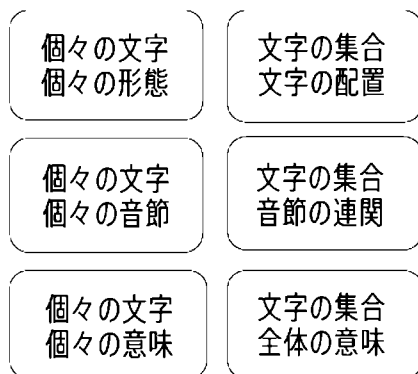 個々の文字
個々の形態
文字の集合
文字の配置
個々の文字
個々の音節
文字の集合
音節の連関
個々の文字
個々の意味
文字の集合
全体の意味